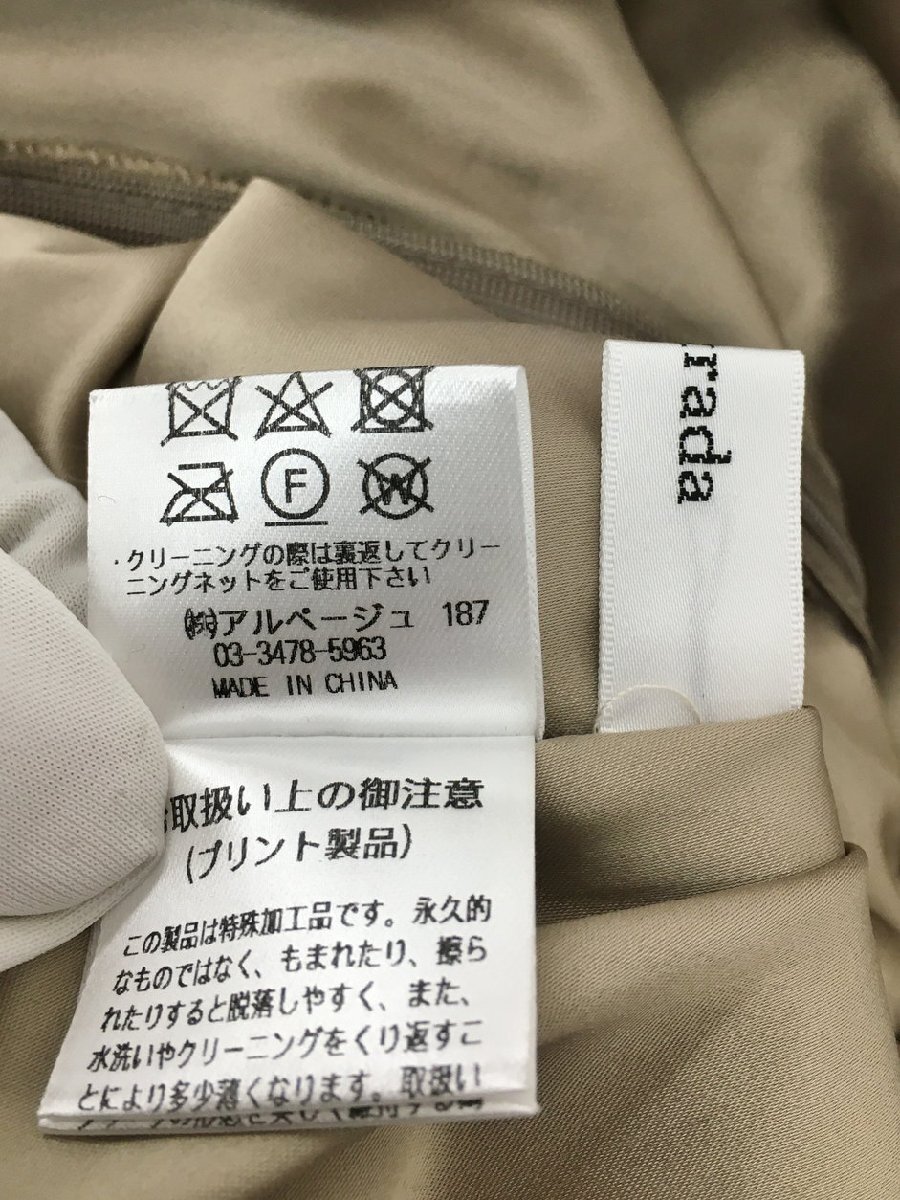 F
W
・クリーニングの際は裏返してクリー
ニングネットをご使用下さい
㈱アルページュ 187
03-3478-5963
MADE IN CHINA
取扱い上の御注意
(プリント製品)
この製品は特殊加工品です。永久的
なものではなく、もまれたり、擦ら
れたりすると脱落しやすく、また、
水洗いやクリーニングをくり返すこ
とにより多少薄くなります。取扱い
rada